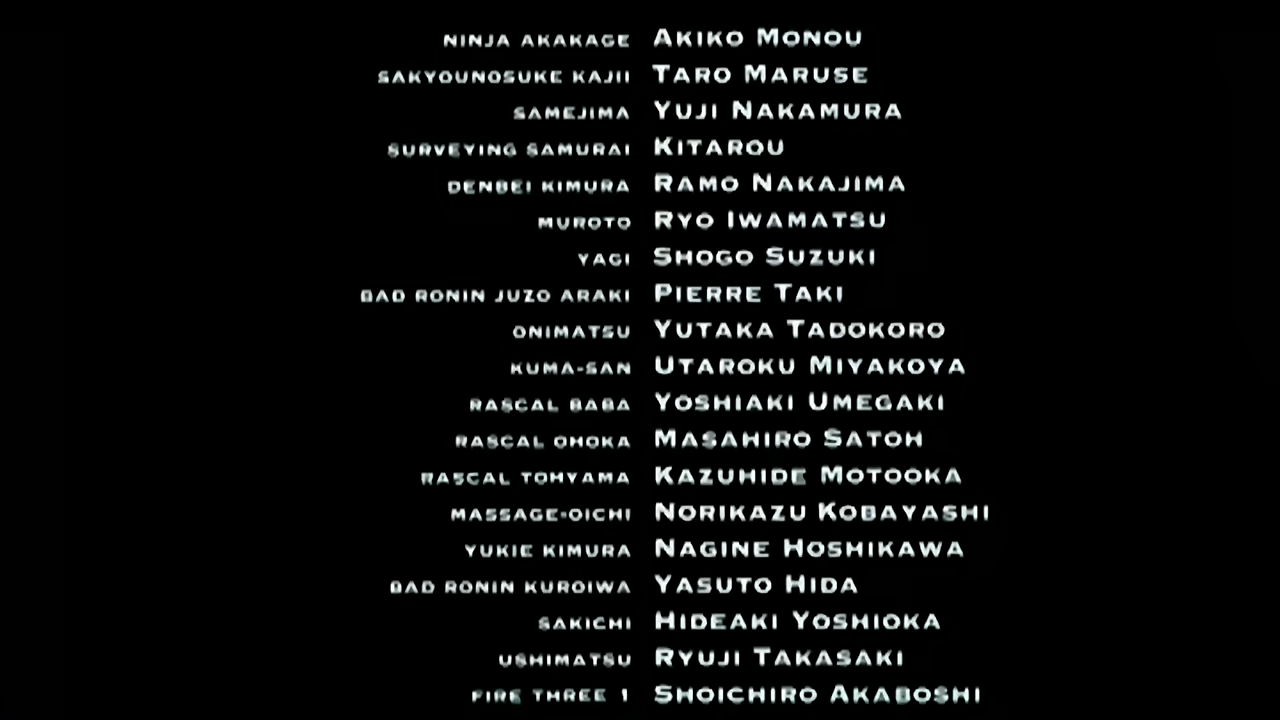 NINJA AKAKAGE AKIKO MONOU
SAKYOUNOSUKE KAJII TARO MARUSE
SAMEJIMA YUJI NAKAMURA
SURVEYING SAMURAI KITAROU
DENBEI KIMURA RAMO NAKAJIMA
MUROTO RYO IWAMATSU
YAGI SHOGO SUZUKI
BAD RONIN JUZO ARAKI PIERRE TAKI
ONIMATSU YUTAKA TADOKORO
KUMA-SAN UTAROKU MIYAKOYA
RASCAL BABA YOSHIAKI UMEGAKI
RASCAL OHOKA MASAHIRO SATOH
RASCAL TOHYAMA KAZUHIDE MOTOOKA
MASSAGE-OICHI NORIKAZU KOBAYASHI
YUKIE KIMURA NAGINE HOSHIKAWA
BAD RONIN KUROIWA YASUTO HIDA
SAKICHI HIDEAKI YOSHIOKA
USHIMATSU RYUJI TAKASAKI
FIRE THREE 1 SHOICHIRO AKABOSHI